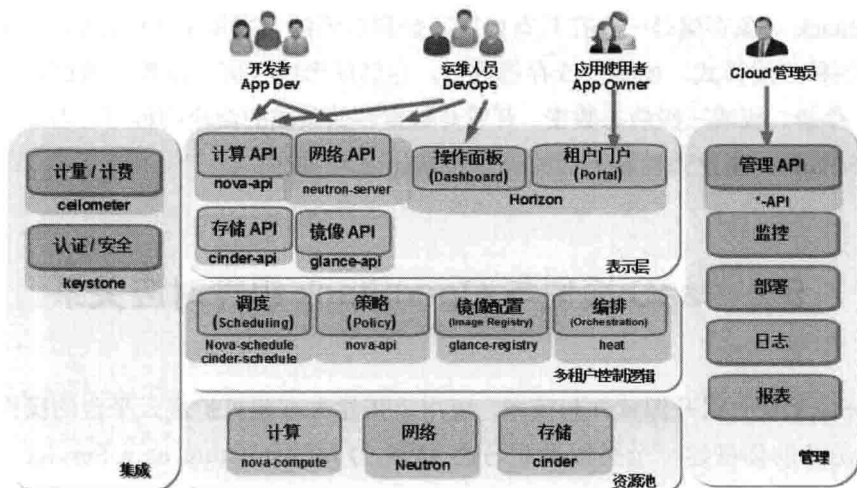 开发者
App Dev
运维人员
DevOps
应用使用者
App Owner
Cloud 管理员
计量 / 计费
ceilometer
认证 / 安全
keystone
集成
计算 API
nova-api
网络 API
neutron-server
操作面板
(Dashboard)
租户门户
(Portal)
Horizon
存储 API
cinder-api
镜像 API
glance-api
表示层
调度
(Scheduling)
Nova-schedule
cinder-schedule
策略
(Policy)
nova-api
镜像配置
(Image Registry)
glance-registry
编排
(Orchestration)
heat
多租户控制逻辑
计算
nova-compute
网络
Neutron
存储
cinder
资源池
管理 API
*-API
监控
部署
日志
报表
管理